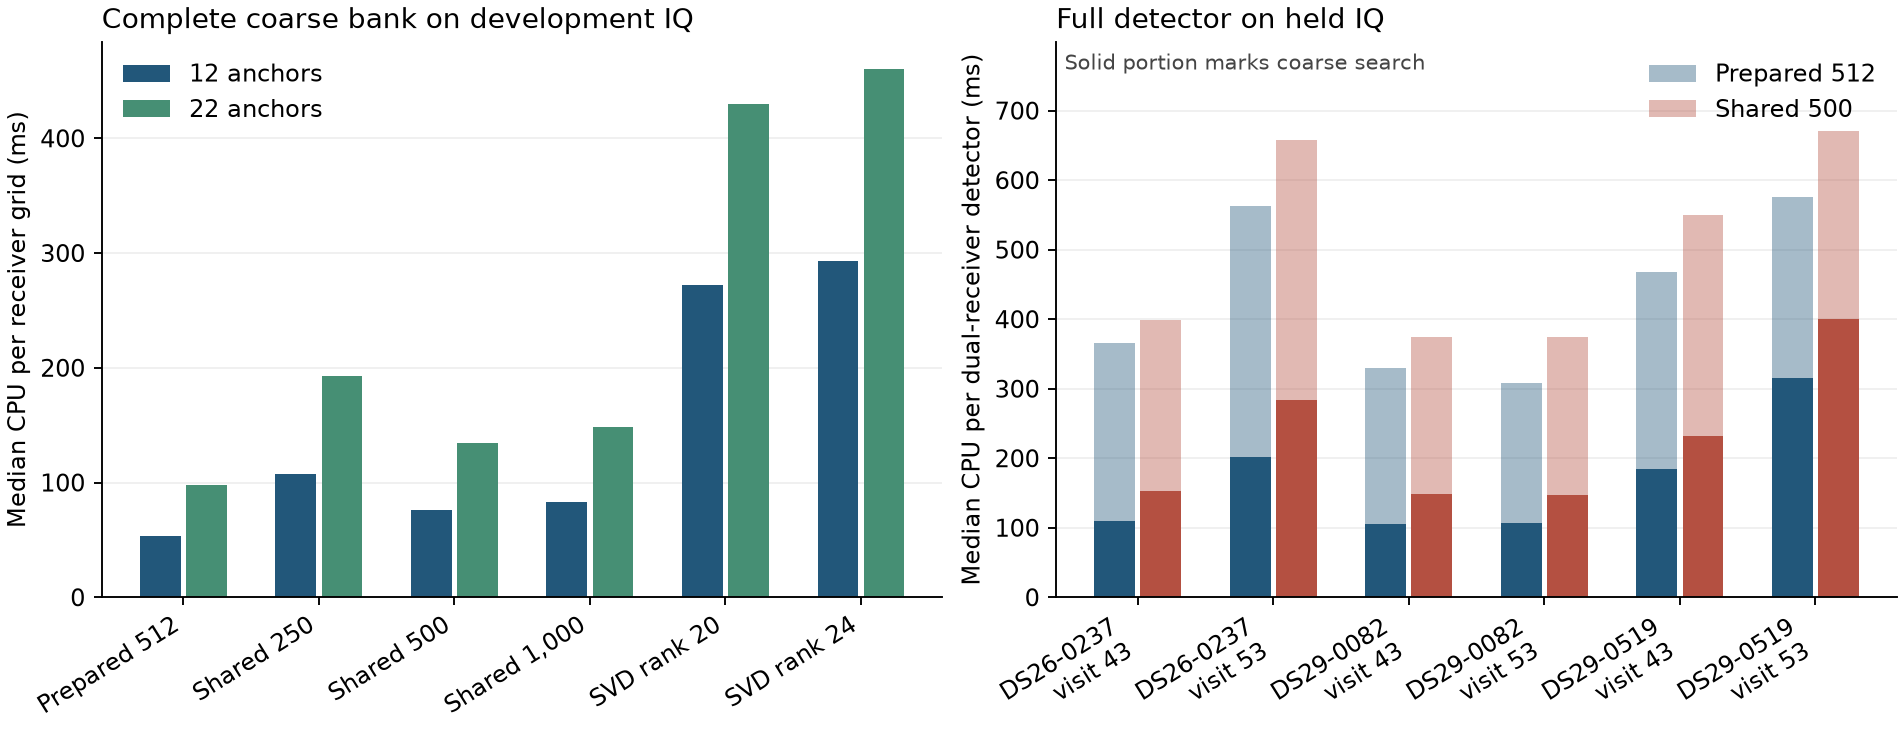 Complete coarse bank on development IQ
12 anchors
22 anchors
Median CPU per receiver grid (ms)
400
300
200
100
0
Prepared 512
Shared 250
Shared 500
Shared 1,000
SVD rank 20
SVD rank 24
Full detector on held IQ
Solid portion marks coarse search
Prepared 512
Shared 500
Median CPU per dual-receiver detector (ms)
700
600
500
400
300
200
100
0
DS26-0237
visit 43
DS26-0237
visit 53
DS29-0082
visit 43
DS29-0082
visit 53
DS29-0519
visit 43
DS29-0519
visit 53